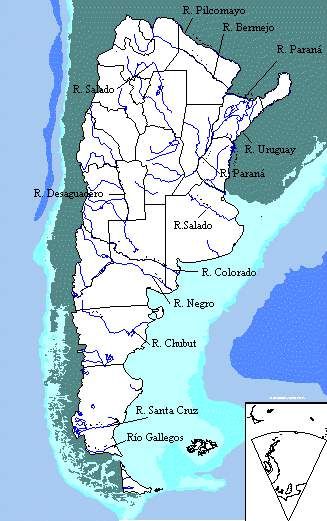 R. Pilcomayo
R. Bermejo
R. Paraná
R. Salado
R. Uruguay
R. Paraná
R. Desaguadero
R.Salado
R. Colorado
R. Negro
R. Chubut
R. Santa Cruz
Río Gallegos